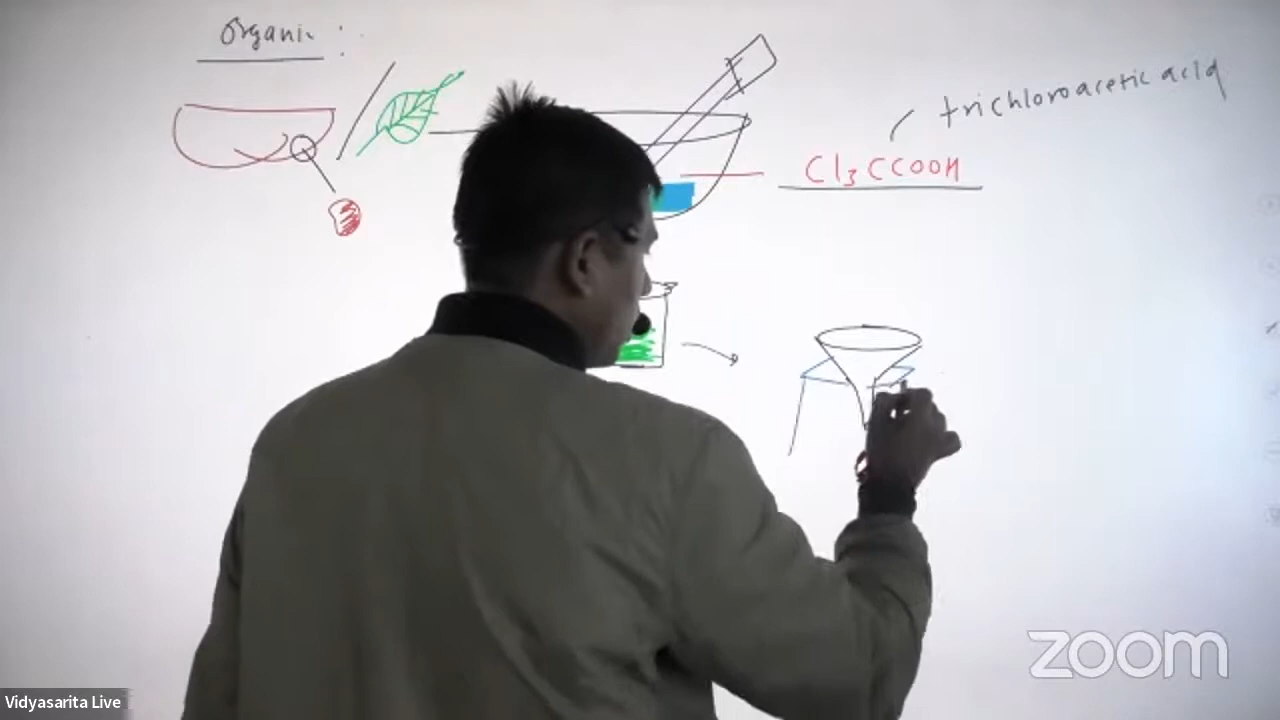 Organic :
trichloroacetic acid
Cl₃CCOOH
zoom
Vidyasarita Live